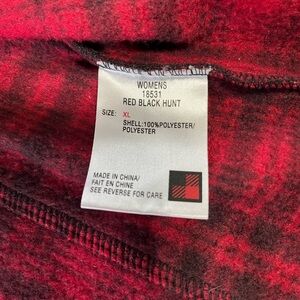 WOMENS
18531
RED BLACK HUNT
SIZE: XL
SHELL:100%POLYESTER/
POLYESTER
MADE IN CHINA/
FAIT EN CHINE
SEE REVERSE FOR CARE